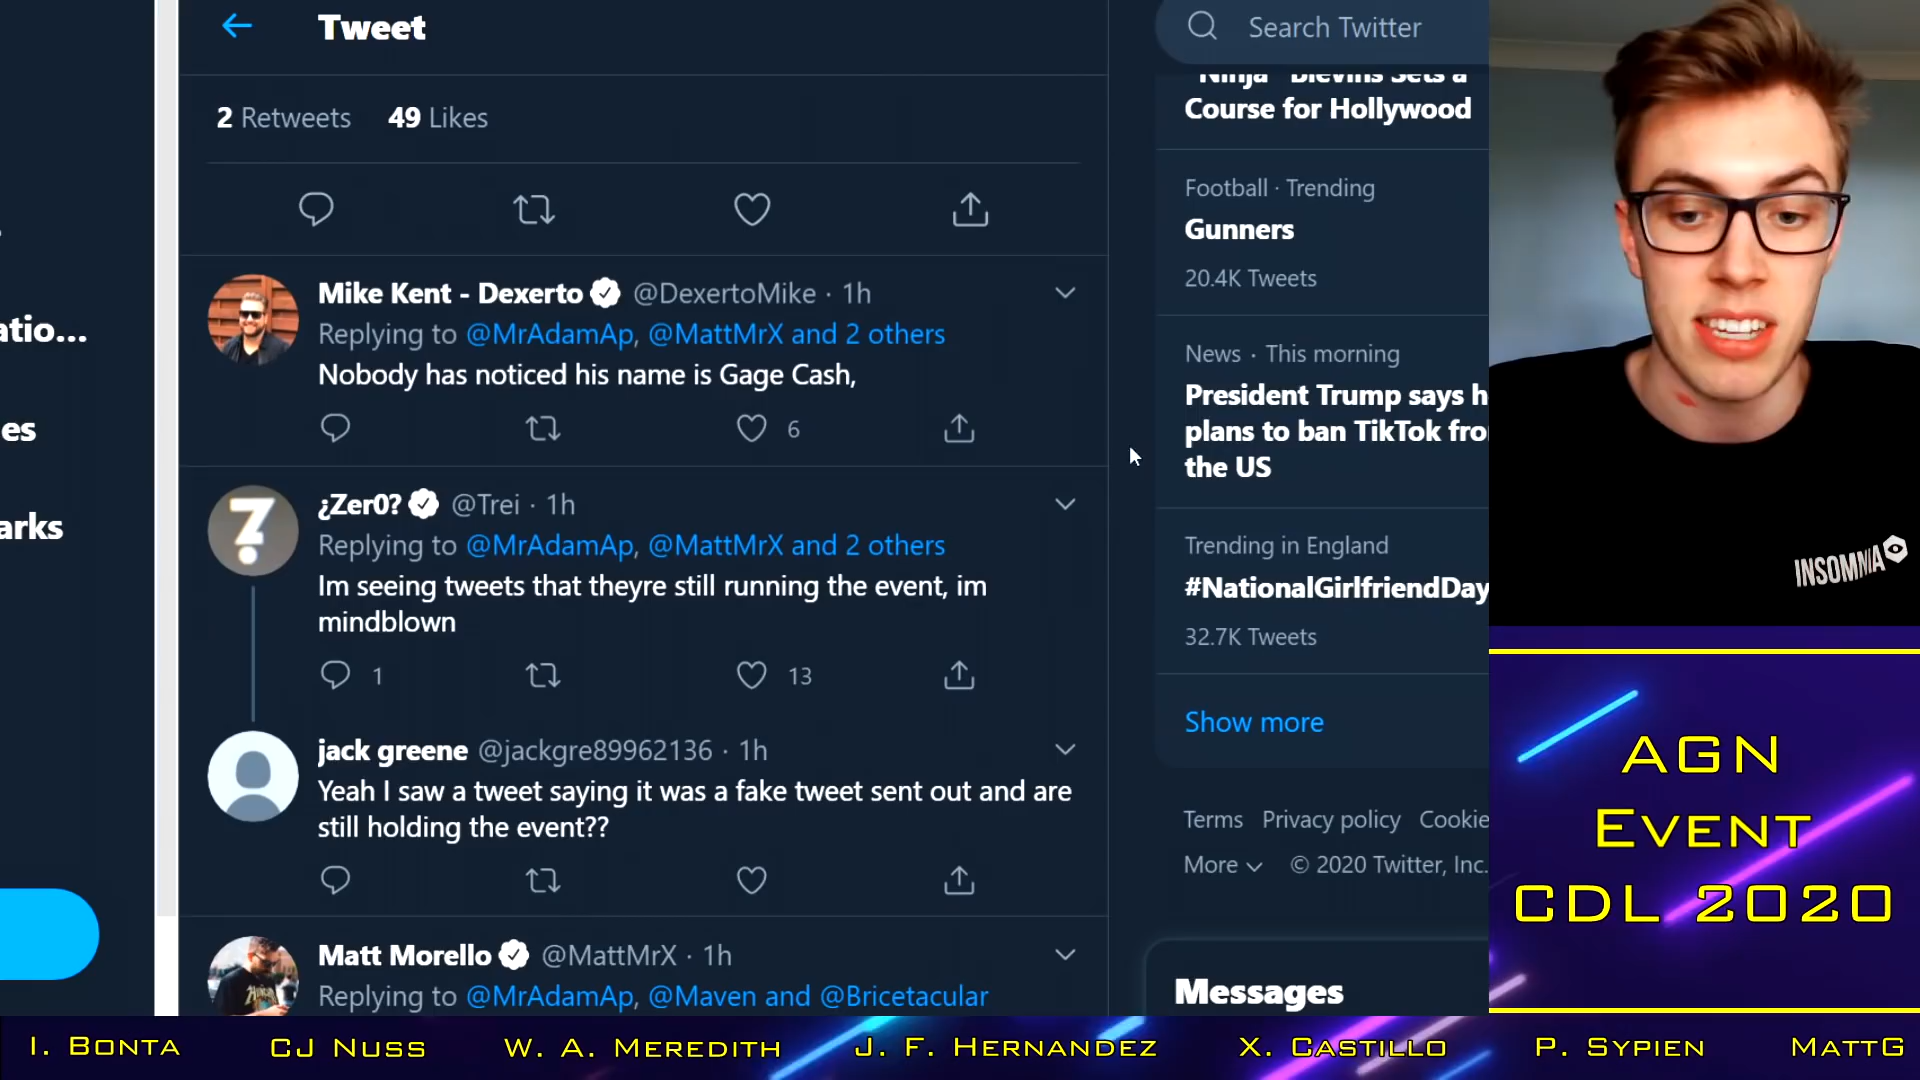 Tweet
Search Twitter
2 Retweets 49 Likes
"Ninja" Blevins Sets a
Course for Hollywood
Football · Trending
Gunners
20.4K Tweets
Mike Kent - Dexerto @DexertoMike · 1h
Replying to @MrAdamAp, @MattMrX and 2 others
Nobody has noticed his name is Gage Cash,
6
News · This morning
President Trump says h
plans to ban TikTok fro
the US
¿Zer0? @Trei · 1h
Replying to @MrAdamAp, @MattMrX and 2 others
Im seeing tweets that theyre still running the event, im
mindblown
1 13
Trending in England
#NationalGirlfriendDay
32.7K Tweets
Show more
jack greene @jackgre89962136 · 1h
Yeah I saw a tweet saying it was a fake tweet sent out and are
still holding the event??
Terms Privacy policy Cookie
More © 2020 Twitter, Inc.
Matt Morello @MattMrX · 1h
Replying to @MrAdamAp, @Maven and @Bricetacular
Messages
atio...
es
arks
INSOMNIA
AGN
Event
CDL 2020
I. Bonta CJ Nuss W. A. Meredith J. F. Hernandez X. Castillo P. Sypien MattG